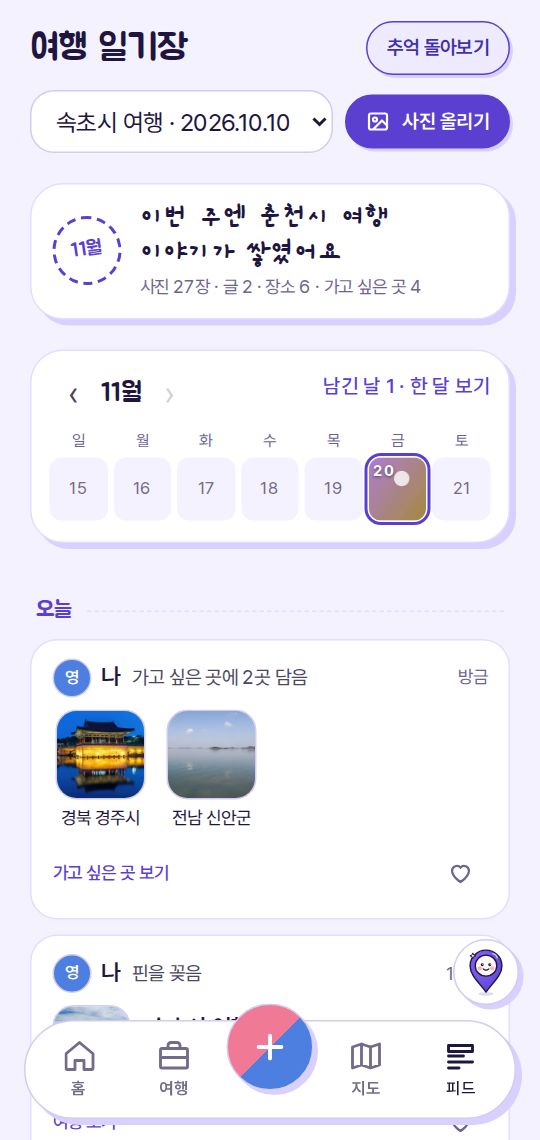 여행 일기장
추억 돌아보기
속초시 여행 · 2026.10.10
사진 올리기
11월
이번 주엔 춘천시 여행
이야기가 쌓였어요
사진 27장 · 글 2 · 장소 6 · 가고 싶은 곳 4
11월
남긴 날 1 · 한 달 보기
일 월 화 수 목 금 토
15 16 17 18 19 20 21
오늘
영 나 가고 싶은 곳에 2곳 담음 방금
경북 경주시 전남 신안군
가고 싶은 곳 보기
영 나 핀을 꽂음
홈 여행 지도 피드